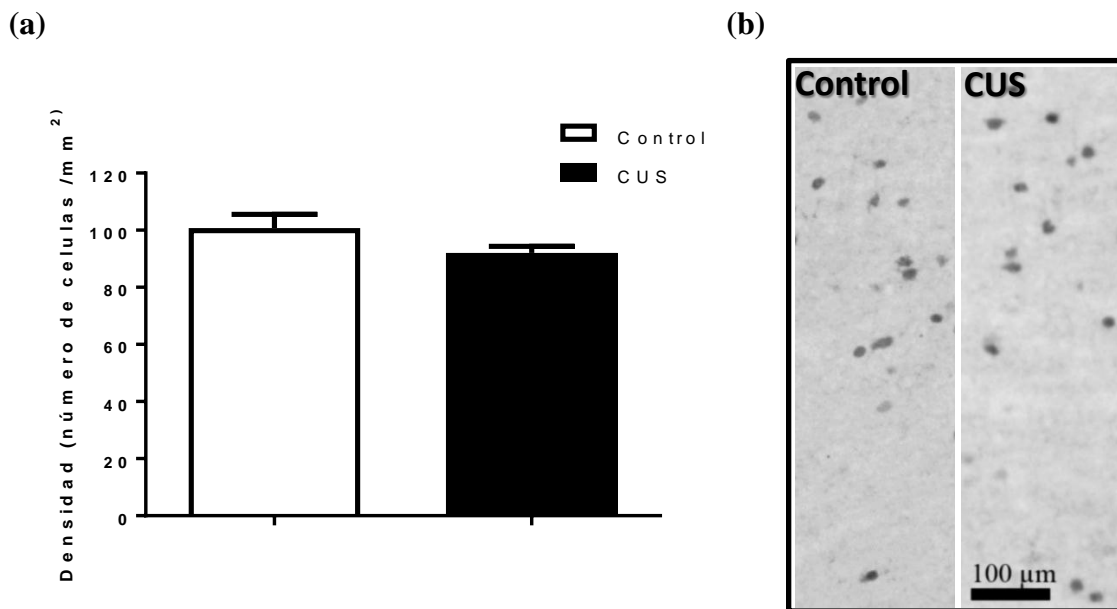 (a)
(b)
Densidad (número de celulas /mm²)
Control
CUS
120
100
80
60
40
20
0
Control
CUS
100 µm